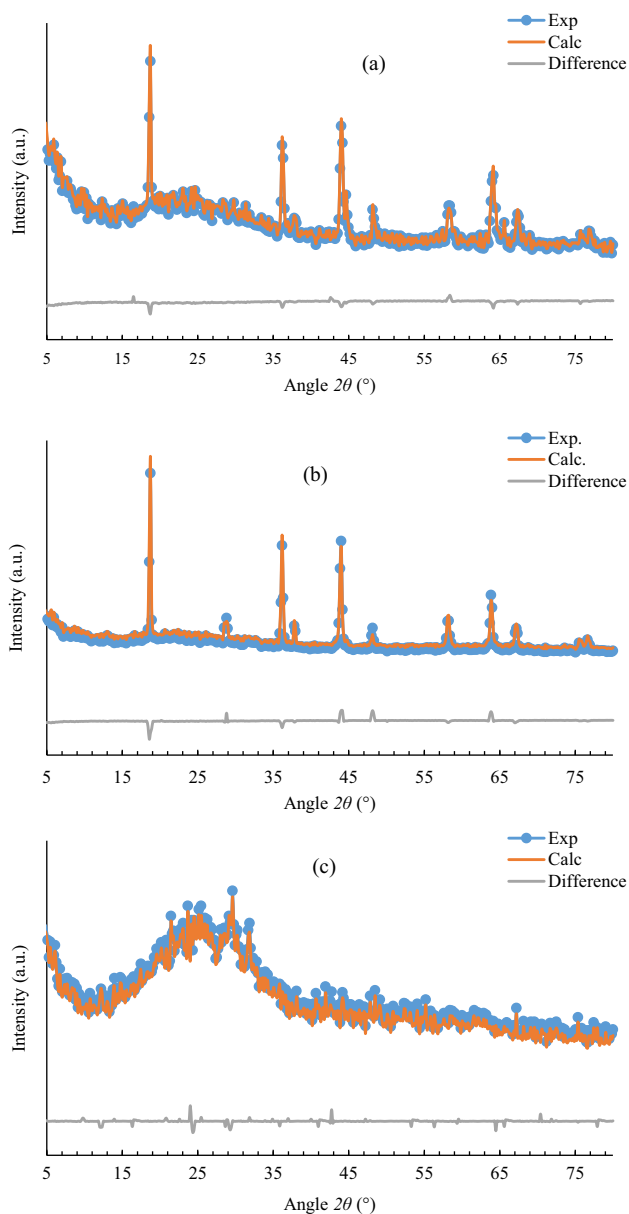 Exp
Calc
Difference
(a)
Intensity (a.u.)
5 15 25 35 45 55 65 75
Angle 2θ (°)
Exp.
Calc.
Difference
(b)
Intensity (a.u.)
5 15 25 35 45 55 65 75
Angle 2θ (°)
Exp
Calc
Difference
(c)
Intensity (a.u.)
5 15 25 35 45 55 65 75
Angle 2θ (°)